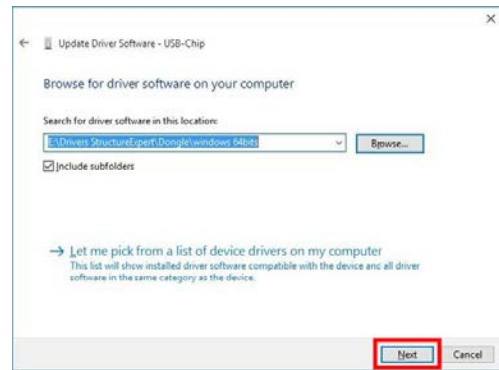 Update Driver Software - USB-Chip
Browse for driver software on your computer
Search for driver software in this location:
E:\Drivers StructureExpert\Dongle\windows 64bits
Browse...
Include subfolders
Let me pick from a list of device drivers on my computer
This list will show installed driver software compatible with the device and all driver
software in the same category as the device.
Next
Cancel